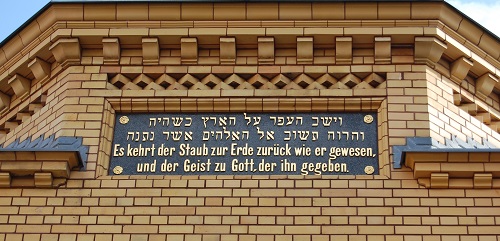 וישב העפר על הארץ כשהיה
והרוח תשוב אל האלהים אשר נתנה
Es kehrt der Staub zur Erde zurück wie er gewesen,
und der Geist zu Gott, der ihn gegeben.